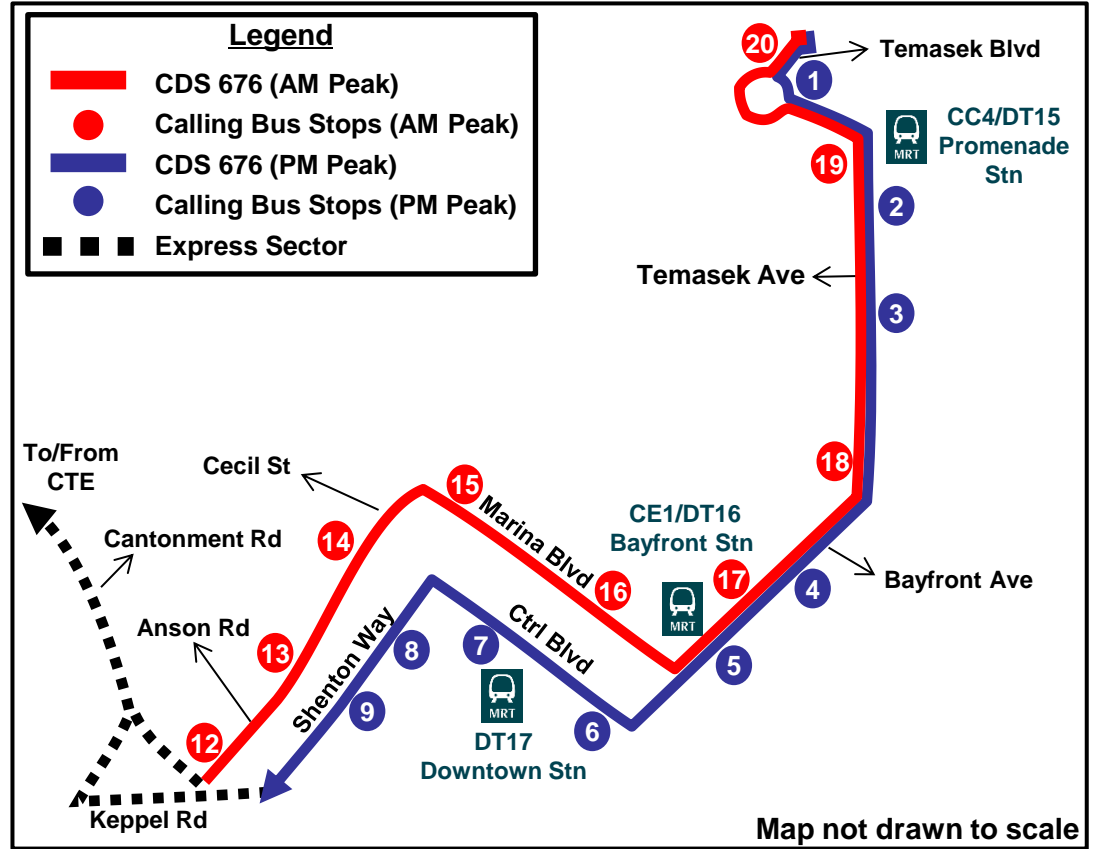 Legend
CDS 676 (AM Peak)
Calling Bus Stops (AM Peak)
CDS 676 (PM Peak)
Calling Bus Stops (PM Peak)
Express Sector
20
Temasek Blvd
1
MRT
CC4/DT15
Promenade
Stn
19
2
Temasek Ave
3
To/From
CTE
Cecil St
15
18
Cantonment Rd
14
Marina Blvd
CE1/DT16
Bayfront Stn
16
MRT
17
4
Bayfront Ave
Anson Rd
13
Shenton Way
8
7
Ctrl Blvd
5
9
MRT
6
12
DT17
Downtown Stn
Keppel Rd
Map not drawn to scale